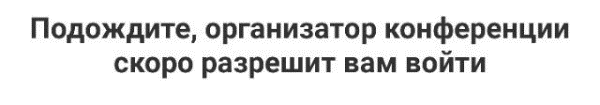 Подождите, организатор конференции
скоро разрешит вам войти